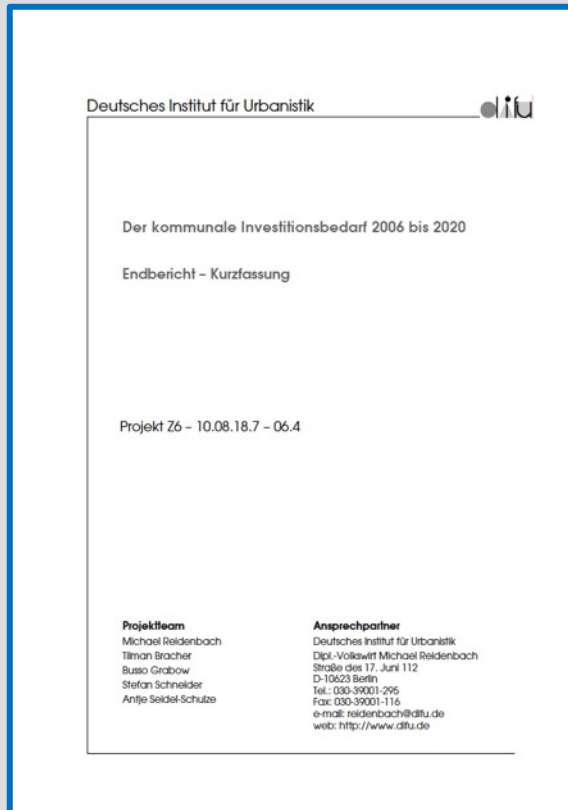 Deutsches Institut für Urbanistik
difu
Der kommunale Investitionsbedarf 2006 bis 2020
Endbericht – Kurzfassung
Projekt Z6 – 10.08.18.7 – 06.4
Projektteam
Michael Reidenbach
Tilman Bracher
Busso Grabow
Stefan Schneider
Antje Seidel-Schulze
Ansprechpartner
Deutsches Institut für Urbanistik
Dipl.-Volkswirt Michael Reidenbach
Straße des 17. Juni 112
D-10623 Berlin
Tel.: 030-39001-295
Fax: 030-39001-116
e-mail: reidenbach@difu.de
web: http://www.difu.de